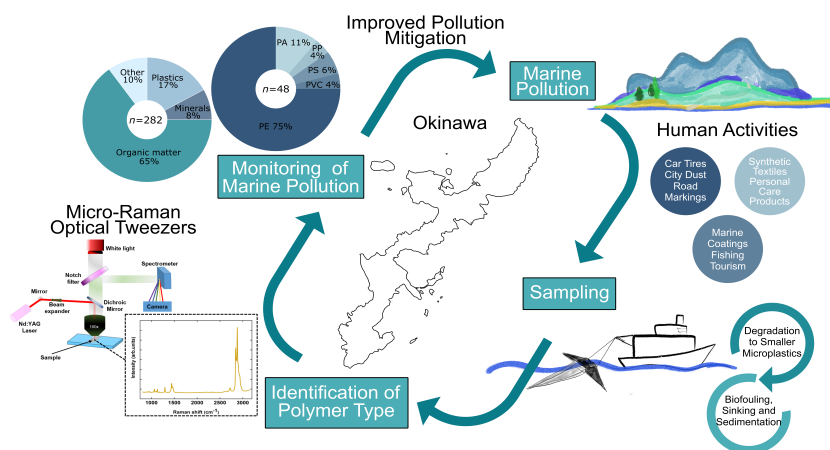 Improved Pollution
Mitigation
Other
10%
Plastics
17%
Minerals
8%
n=282
Organic matter
65%
PA 11%
PP
4%
PS 6%
PVC 4%
n=48
PE 75%
Monitoring of
Marine Pollution
Marine
Pollution
Okinawa
Human Activities
Car Tires
City Dust
Road
Markings
Synthetic
Textiles
Personal
Care
Products
Marine
Coatings
Fishing
Tourism
Micro-Raman
Optical Tweezers
White light
Notch
filter
Spectrometer
Mirror
Beam
expander
Dichroic
Mirror
Camera
Nd:YAG
Laser
100x
Sample
Intensity (arb.units)
1000
1500
2000
2500
3000
Raman shift (cm⁻¹)
Identification of
Polymer Type
Sampling
Degradation
to Smaller
Microplastics
Biofouling,
Sinking and
Sedimentation